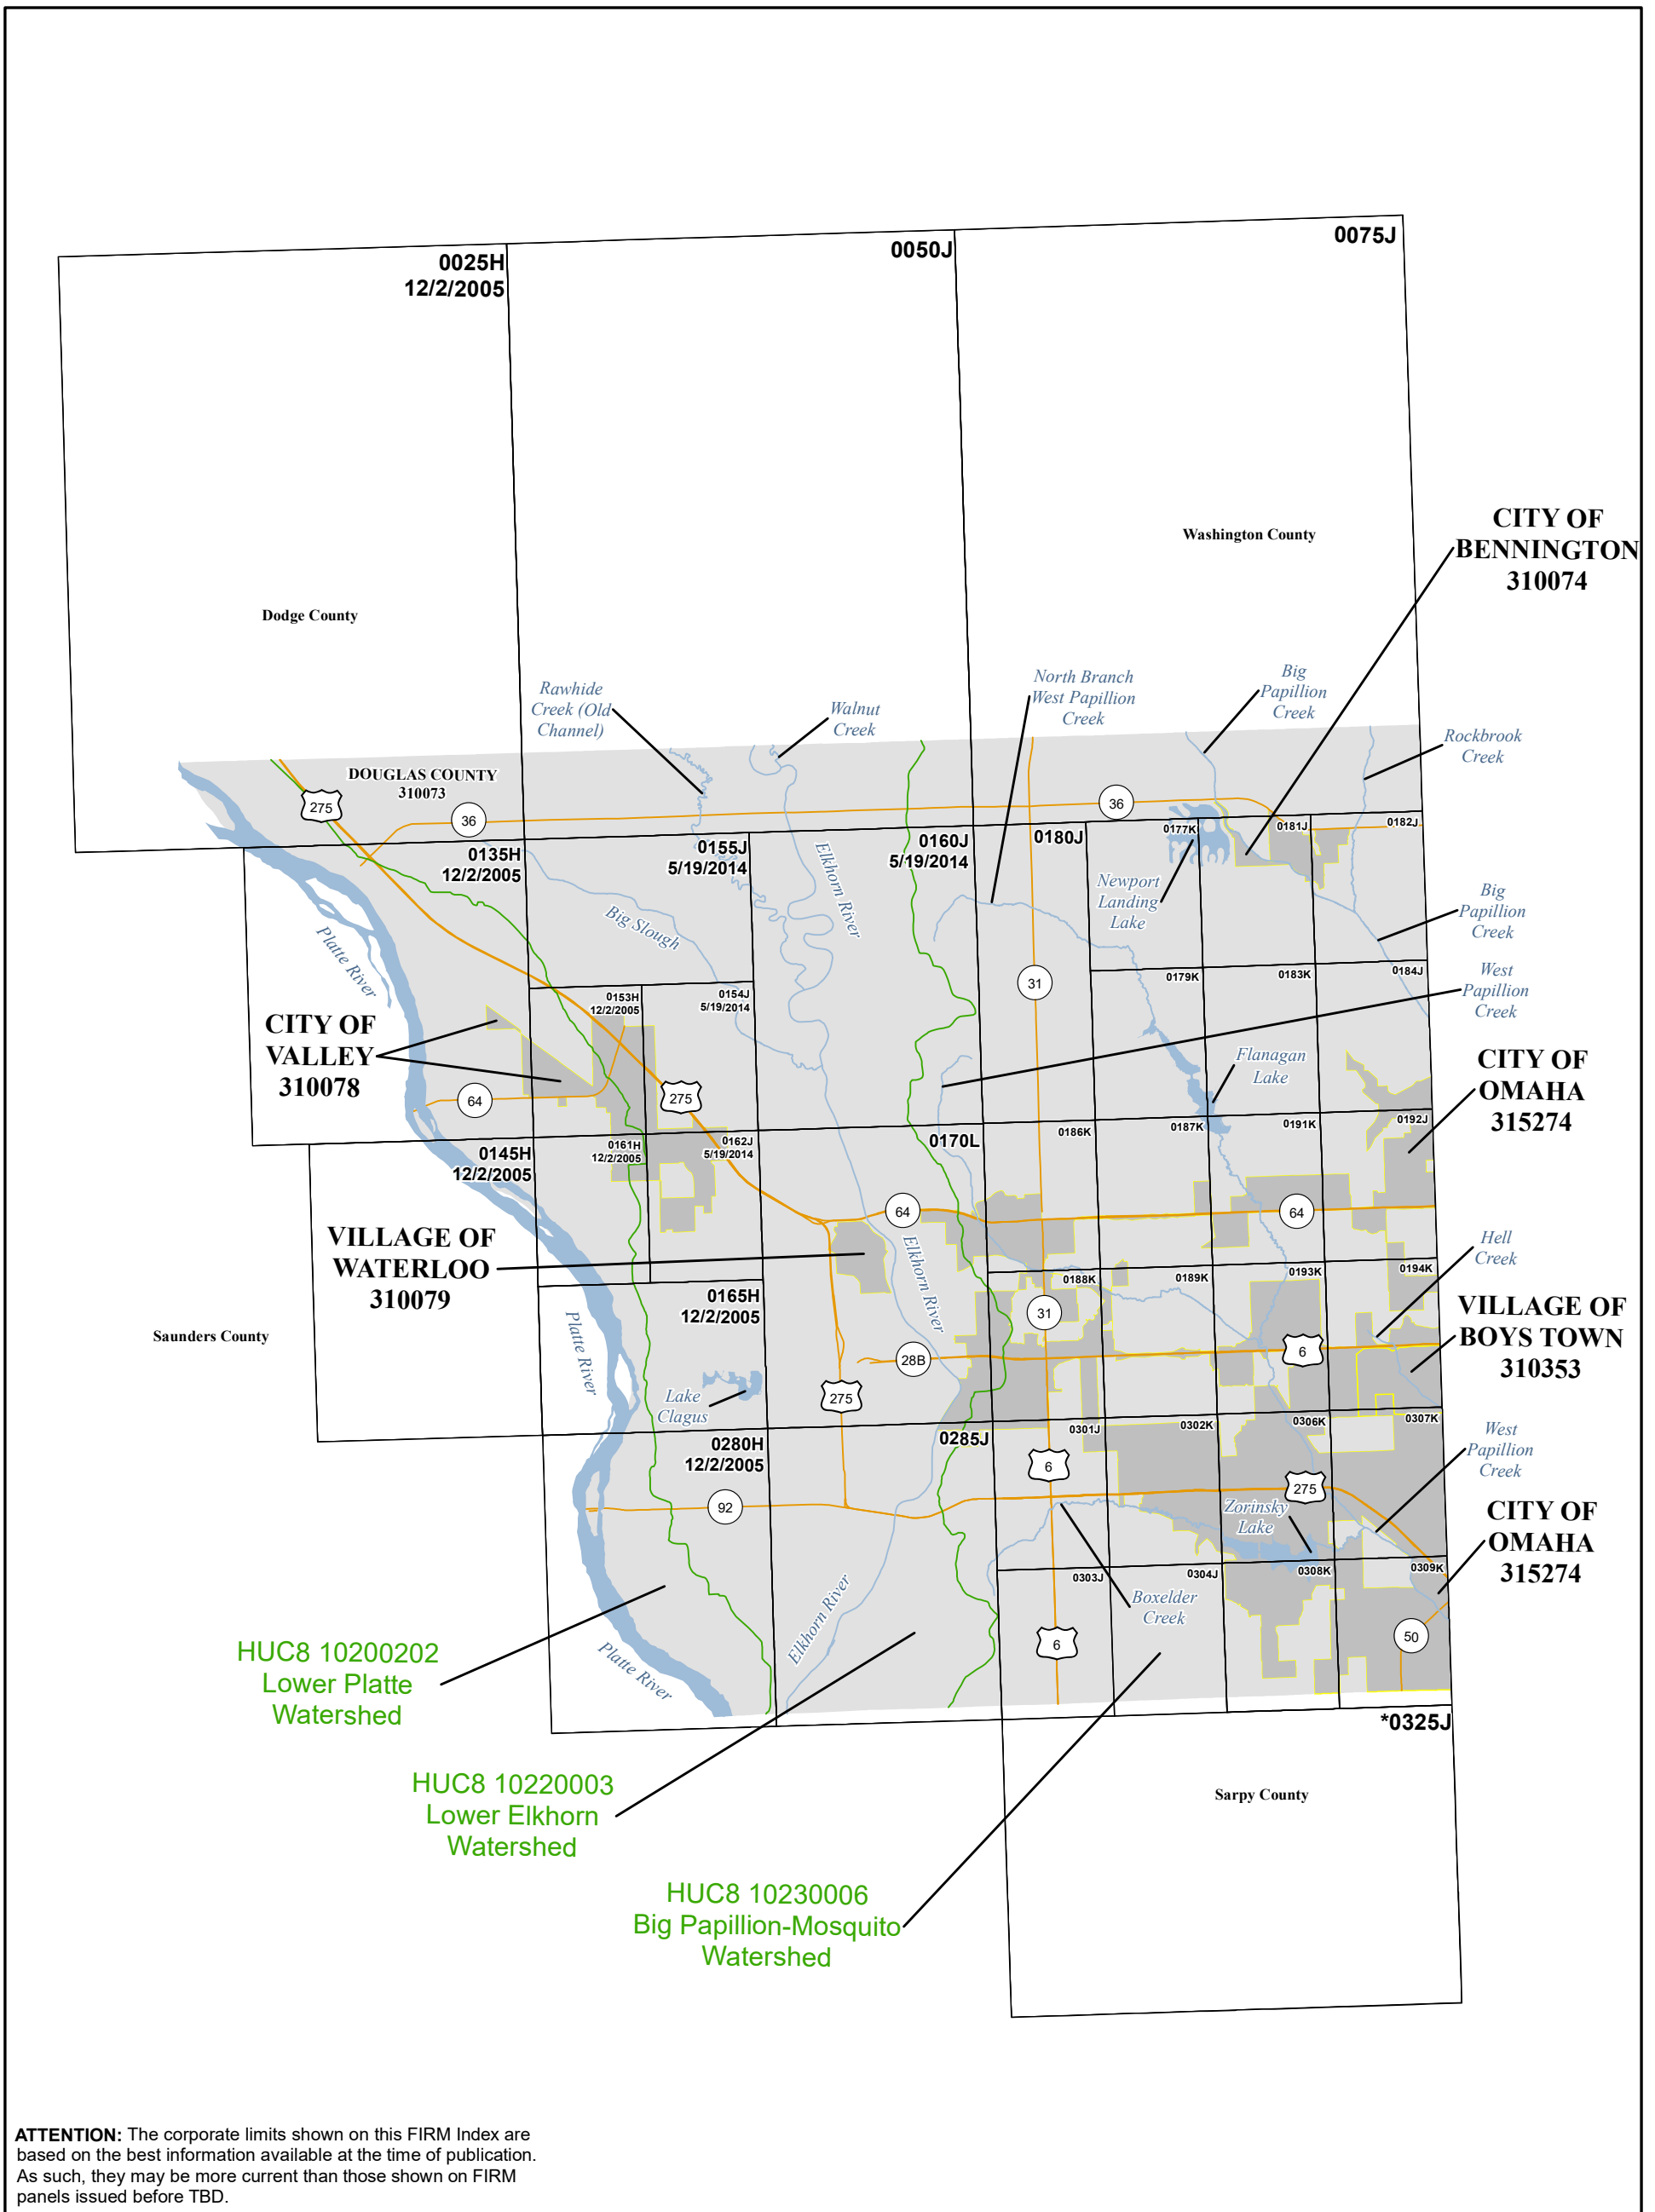 0025H
12/2/2005
0050J
0075J
Washington County
CITY OF
BENNINGTON
310074
Dodge County
Rawhide
Creek (Old
Channel)
Walnut
Creek
North Branch
West Papillion
Creek
Big
Papillion
Creek
Rockbrook
Creek
DOUGLAS COUNTY
310073
275
36
36
0135H
12/2/2005
0155J
5/19/2014
0160J
5/19/2014
0180J
0177K
0181J
0182J
Elkhorn River
Big Slough
Newport
Landing
Lake
Big
Papillion
Creek
Platte River
31
0179K
0183K
0184J
West
Papillion
Creek
0153H
12/2/2005
0154J
5/19/2014
CITY OF
VALLEY
310078
64
275
Flanagan
Lake
CITY OF
OMAHA
315274
0145H
12/2/2005
0161H
12/2/2005
0162J
5/19/2014
0170L
0186K
0187K
0191K
0192J
64
64
VILLAGE OF
WATERLOO
310079
Elkhorn River
Hell
Creek
0165H
12/2/2005
0188K
0189K
0193K
0194K
Saunders County
Platte River
31
28B
6
VILLAGE OF
BOYS TOWN
310353
Lake
Clagus
275
0280H
12/2/2005
0285J
0301J
0302K
0306K
0307K
West
Papillion
Creek
6
275
92
Zorinsky
Lake
CITY OF
OMAHA
315274
0303J
0304J
0308K
0309K
Elkhorn River
Boxelder
Creek
6
50
Platte River
HUC8 10200202
Lower Platte
Watershed
*0325J
HUC8 10220003
Lower Elkhorn
Watershed
Sarpy County
HUC8 10230006
Big Papillion-Mosquito
Watershed
ATTENTION: The corporate limits shown on this FIRM Index are
based on the best information available at the time of publication.
As such, they may be more current than those shown on FIRM
panels issued before TBD.